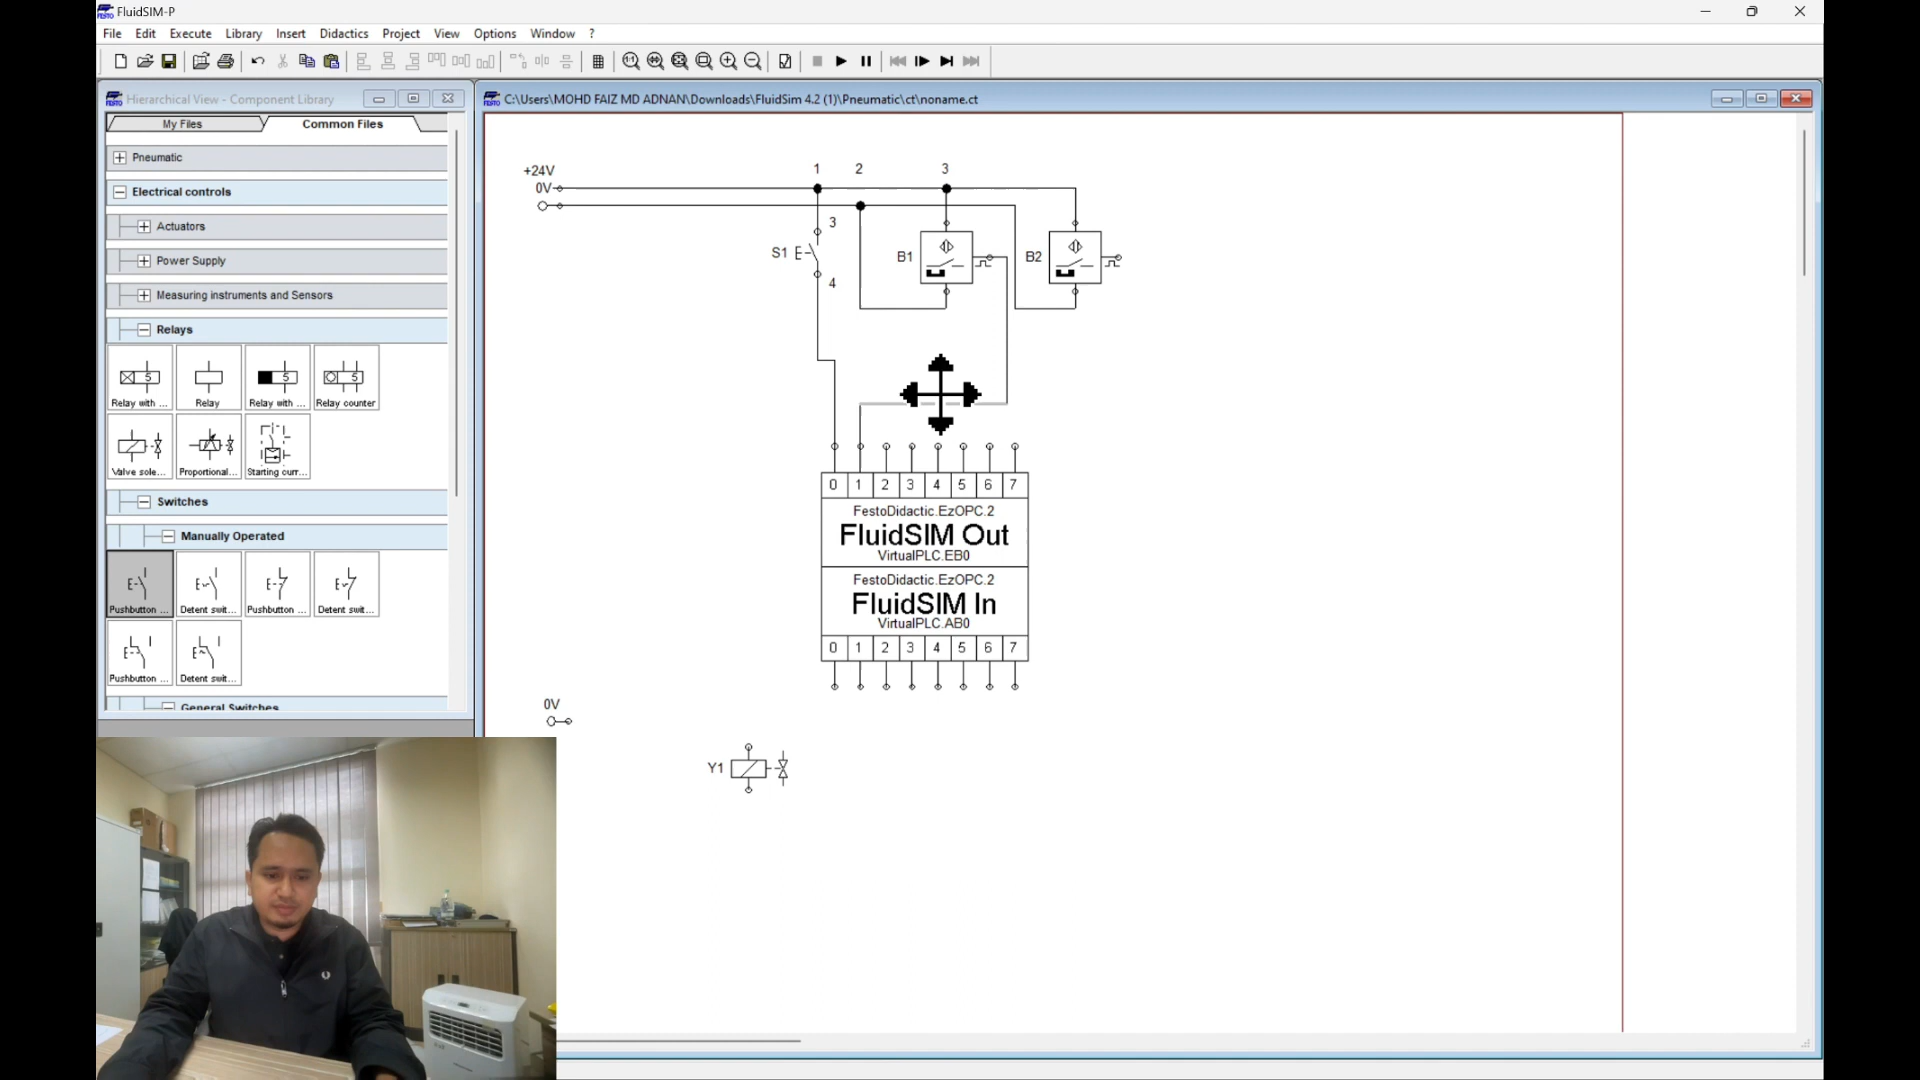 FluidSIM-P
File Edit Execute Library Insert Didactics Project View Options Window ?
FESTO Hierarchical View - Component Library
My Files Common Files
Pneumatic
Electrical controls
Actuators
Power Supply
Measuring instruments and Sensors
Relays
5 5 5
Relay with ... Relay Relay with ... Relay counter
Valve sole... Proportional... Starting curr...
Switches
Manually Operated
Pushbutton ... Detent swit... Pushbutton ... Detent swit...
Pushbutton ... Detent swit...
General Switches
FESTO C:\Users\MOHD FAIZ MD ADNAN\Downloads\FluidSim 4.2 (1)\Pneumatic\ct\noname.ct
+24V 1 2 3
0V
3
S1 B1 B2
4
0 1 2 3 4 5 6 7
FestoDidactic.EzOPC.2
FluidSIM Out
VirtualPLC.EB0
FestoDidactic.EzOPC.2
FluidSIM In
VirtualPLC.AB0
0 1 2 3 4 5 6 7
0V
Y1